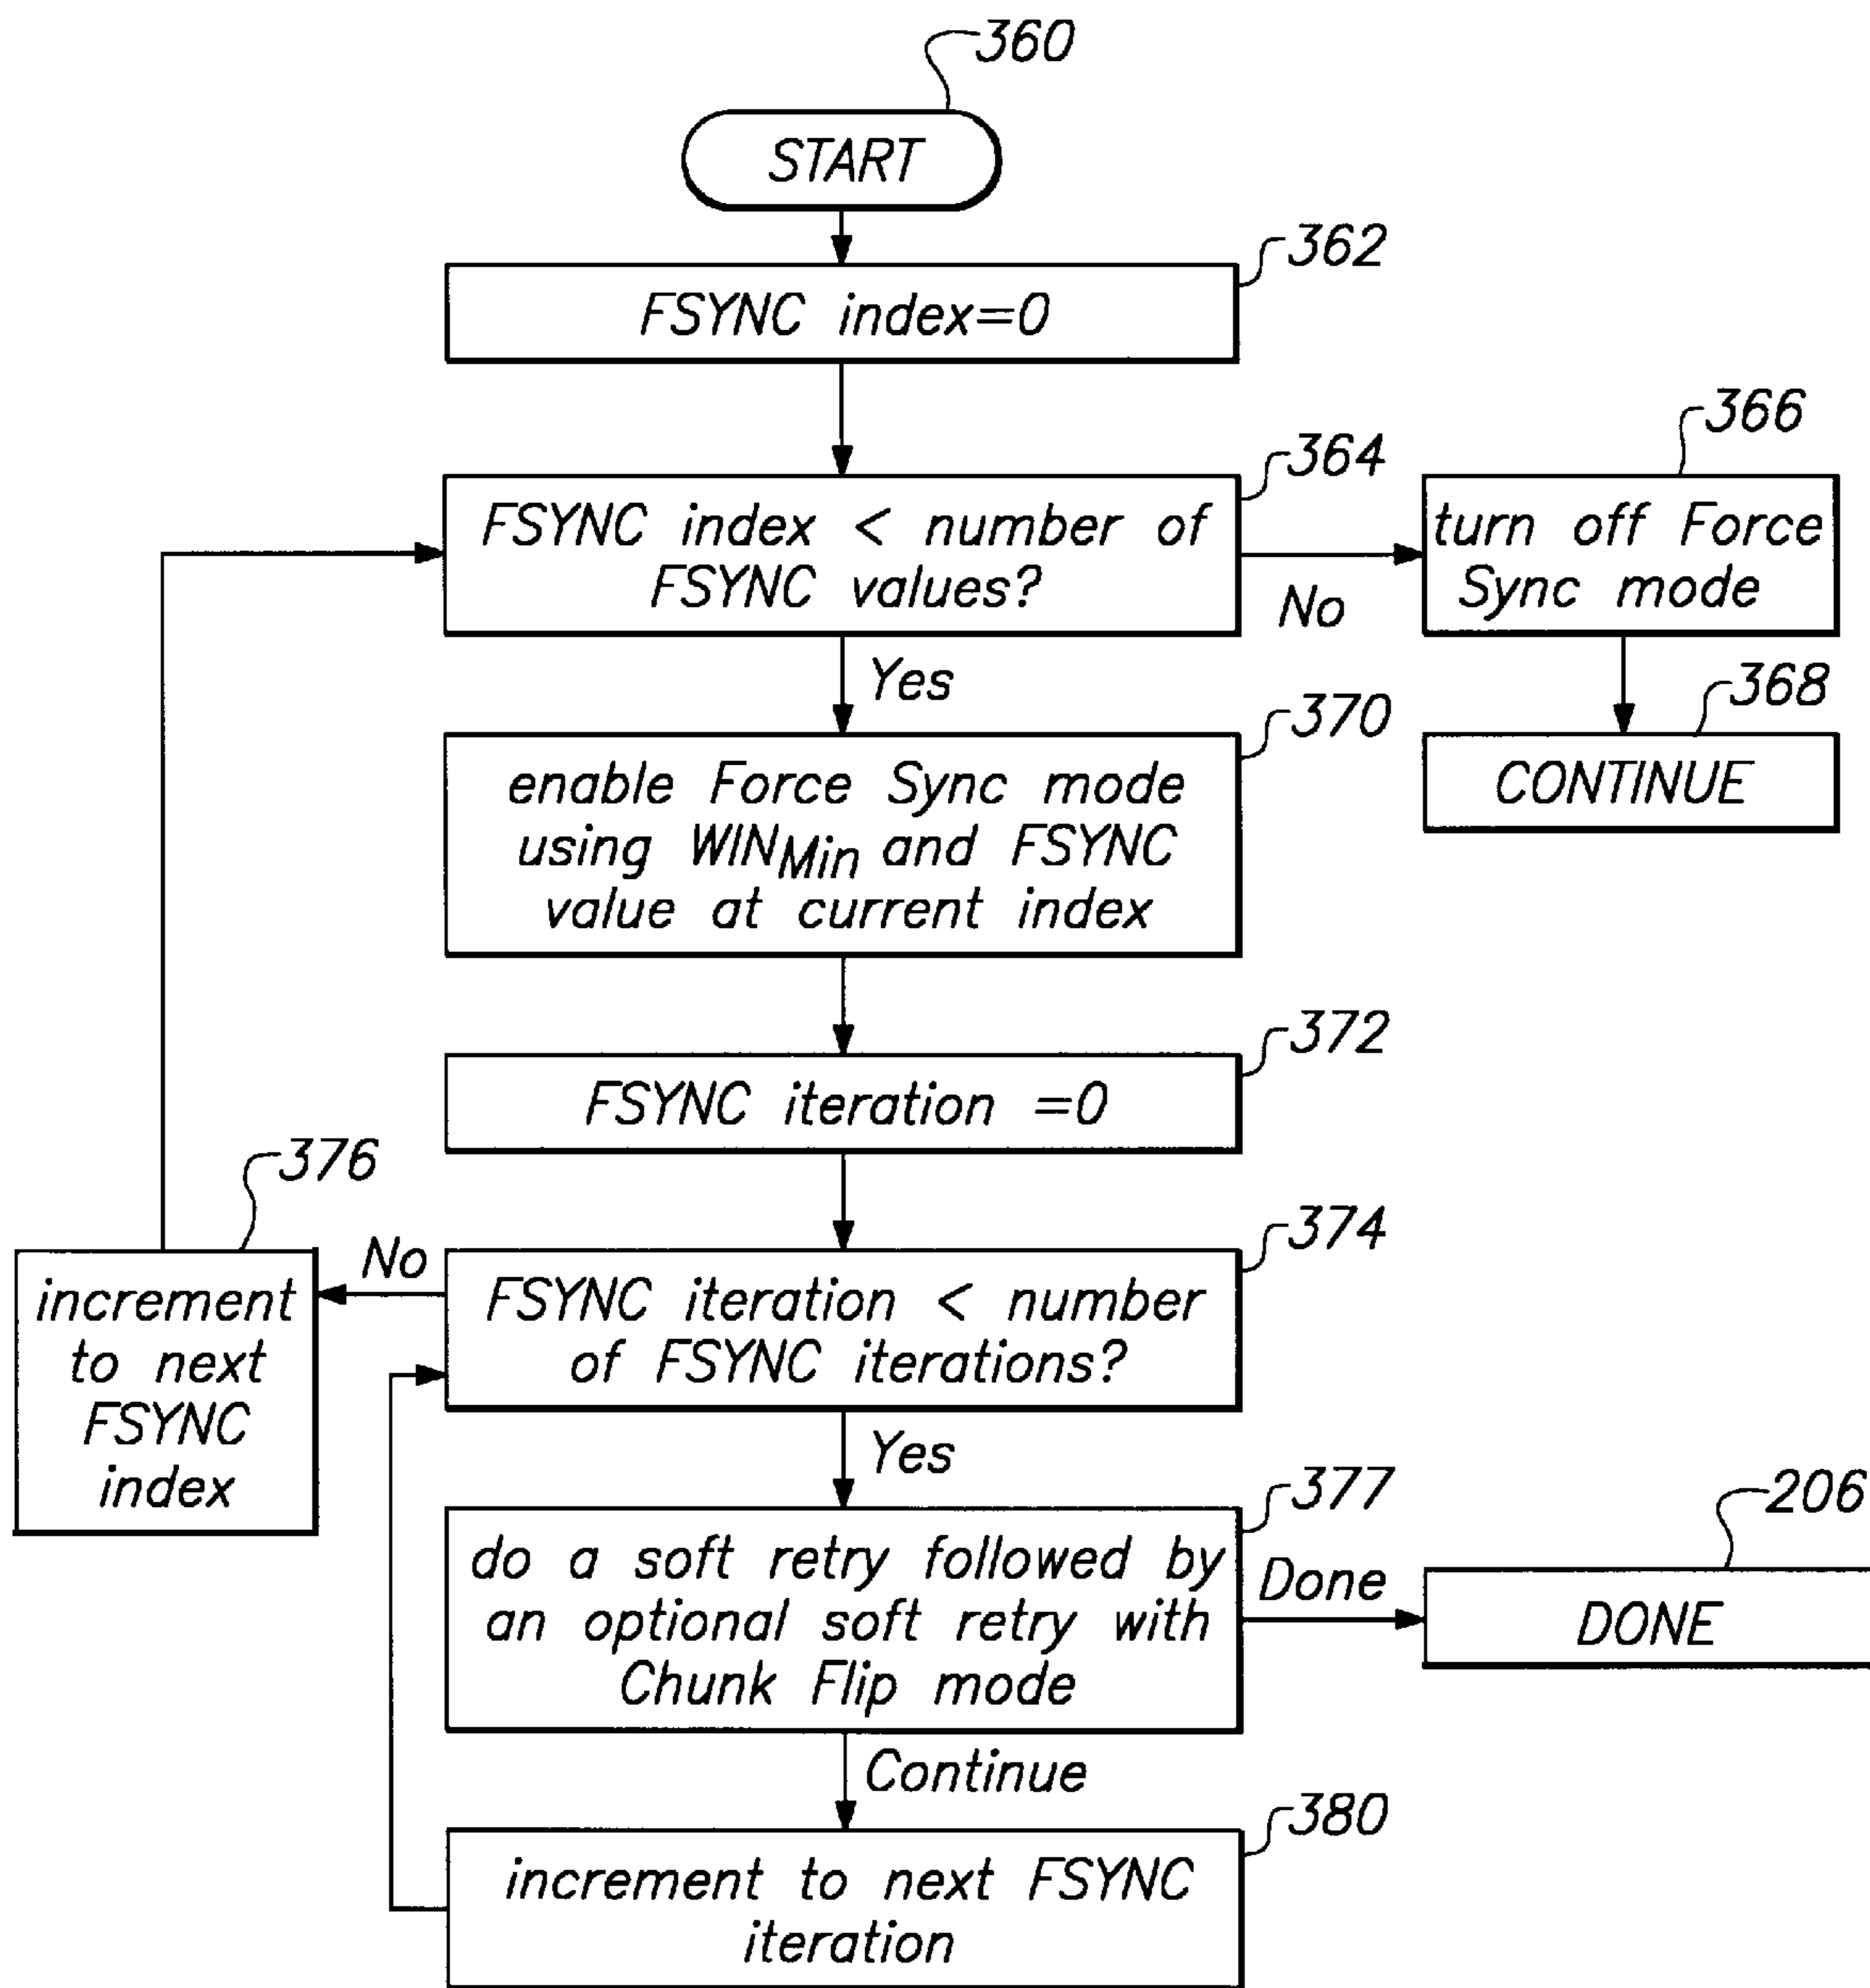 360
START
362
FSYNC index=0
364
FSYNC index < number of
FSYNC values?
No
366
turn off Force
Sync mode
368
CONTINUE
Yes
370
enable Force Sync mode
using WINMin and FSYNC
value at current index
372
FSYNC iteration =0
374
FSYNC iteration < number
of FSYNC iterations?
No
376
increment
to next
FSYNC
index
Yes
377
do a soft retry followed by
an optional soft retry with
Chunk Flip mode
Done
206
DONE
Continue
380
increment to next FSYNC
iteration